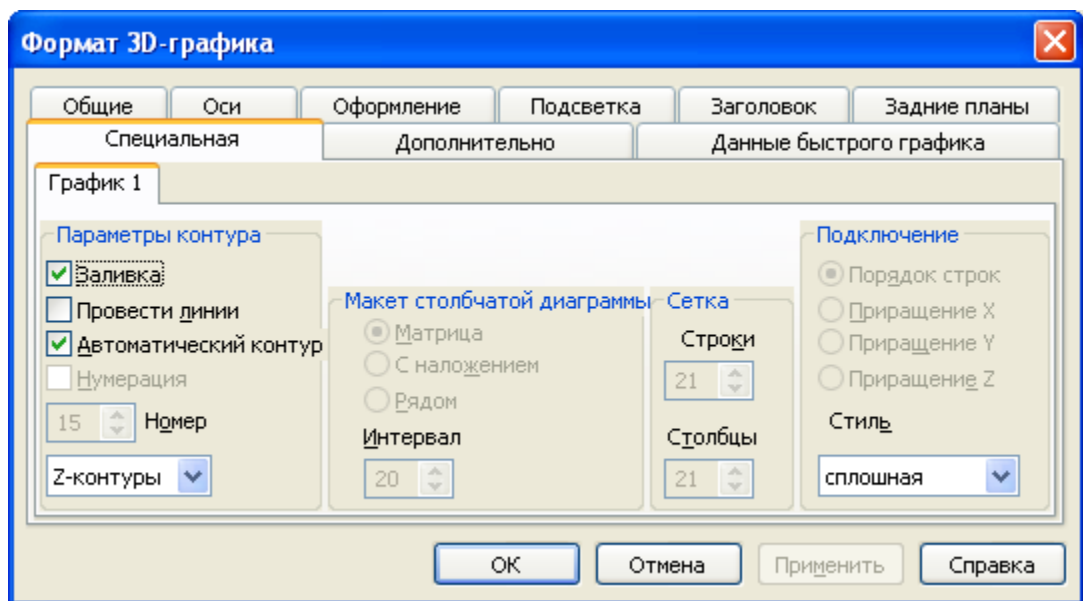 Формат 3D-графика
Общие
Оси
Оформление
Подсветка
Заголовок
Задние планы
Специальная
Дополнительно
Данные быстрого графика
График 1
Параметры контура
Заливка
Провести линии
Автоматический контур
Нумерация
15 Номер
Z-контуры
Макет столбчатой диаграммы
Матрица
С наложением
Рядом
Интервал
20
Сетка
Строки
21
Столбцы
21
Подключение
Порядок строк
Приращение X
Приращение Y
Приращение Z
Стиль
сплошная
ОК
Отмена
Применить
Справка